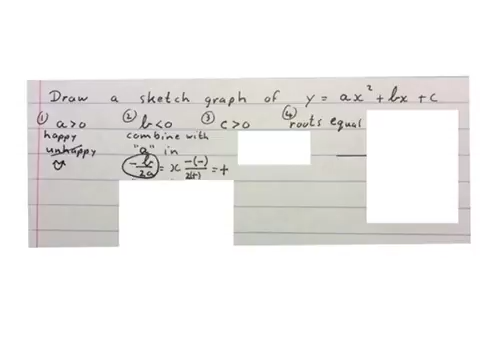 Draw a sketch graph of y = ax² + bx + c
① a>0 ② b<0 ③ c>0 ④ roots equal
happy combine with
unhappy "a" in
-b/2a = x -(-)/2(+) = +